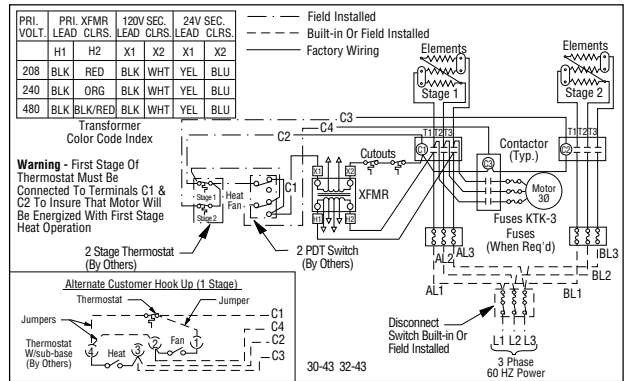 PRI. VOLT. PRI. XFMR LEAD CLRS. 120V SEC. LEAD CLRS. 24V SEC. LEAD CLRS.
H1 H2 X1 X2 X1 X2
208 BLK RED BLK WHT YEL BLU
240 BLK ORG BLK WHT YEL BLU
480 BLK BLK/RED BLK WHT YEL BLU
Transformer
Color Code Index
Field Installed
Built-in Or Field Installed
Factory Wiring
Warning - First Stage Of
Thermostat Must Be
Connected To Terminals C1 &
C2 To Insure That Motor Will
Be Energized With First Stage
Heat Operation
Elements
Stage 1
Elements
Stage 2
C3
C4
C2
T1 T2 T3
C1
C3
Contactor
(Typ.)
T1 T2 T3
C2
Cutouts
X1 X2
XFMR
H1 H2
Stage 1
Stage 2
Heat
Fan
C1
Motor
3Ø
Fuses KTK-3
Fuses
(When Req'd)
2 Stage Thermostat
(By Others)
2 PDT Switch
(By Others)
AL1
AL2
AL3
BL1
BL2
BL3
Disconnect
Switch Built-in Or
Field Installed
L1 L2 L3
3 Phase
60 HZ Power
Alternate Customer Hook Up (1 Stage)
Thermostat
Jumper
Jumpers
C1
C4
C2
C3
Thermostat
W/sub-base
(By Others)
4 Heat 3 2 Fan 1
30-43 32-43